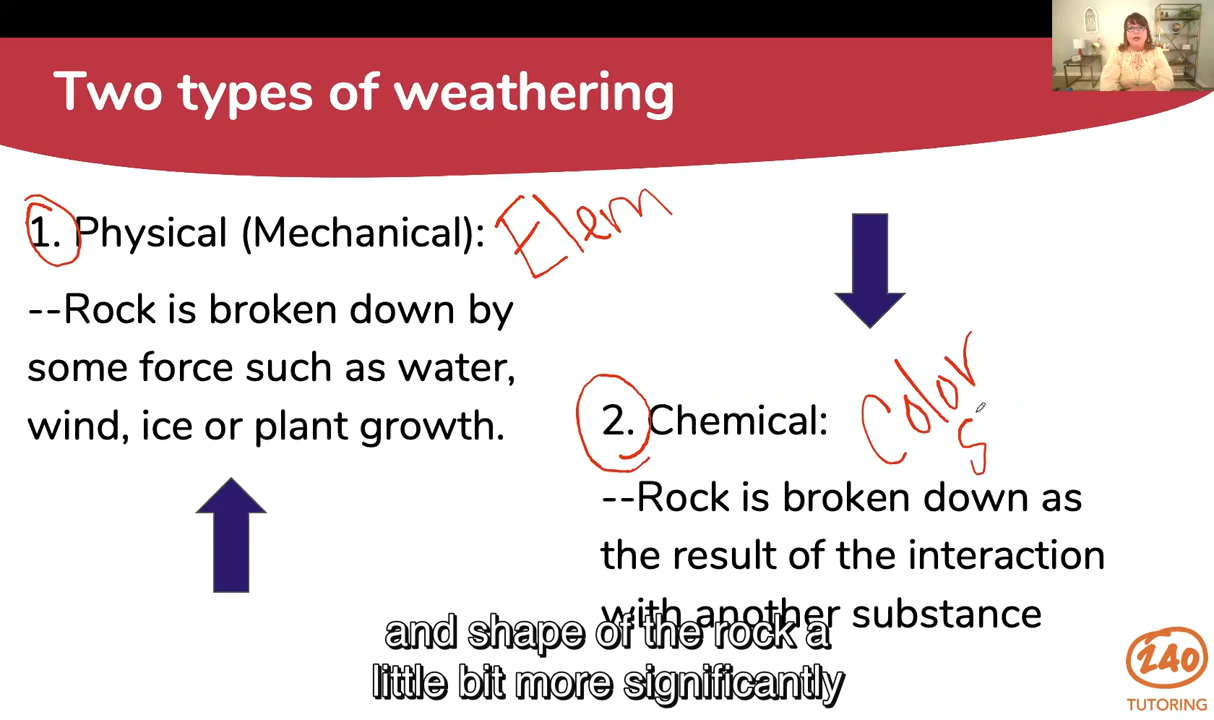 Two types of weathering
1. Physical (Mechanical): Elem
--Rock is broken down by
some force such as water,
wind, ice or plant growth.
2. Chemical: Color
S
--Rock is broken down as
the result of the interaction
with another substance
and shape of the rock a
little bit more significantly
240
TUTORING